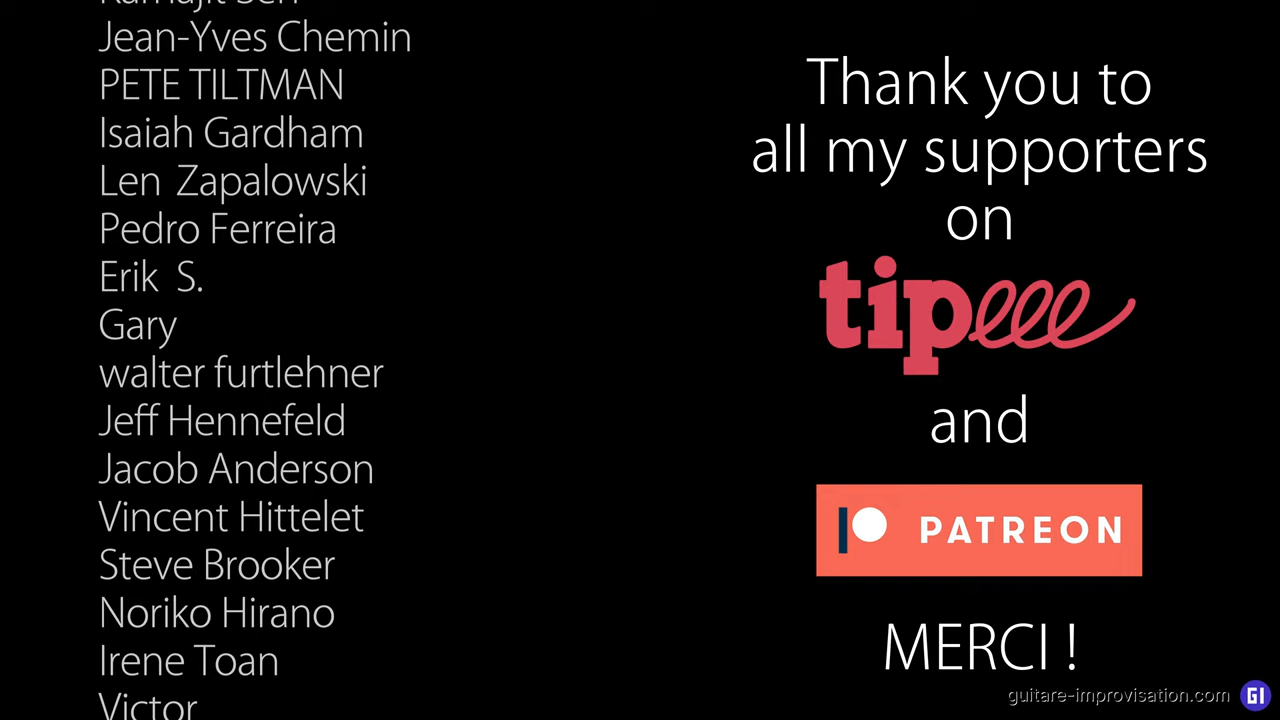 Jean-Yves Chemin
PETE TILTMAN
Isaiah Gardham
Len Zapalowski
Pedro Ferreira
Erik S.
Gary
walter furtlehner
Jeff Hennefeld
Jacob Anderson
Vincent Hittelet
Steve Brooker
Noriko Hirano
Irene Toan
Victor
Thank you to
all my supporters
on
tipeee
and
PATREON
MERCI !
guitare-improvisation.com GI